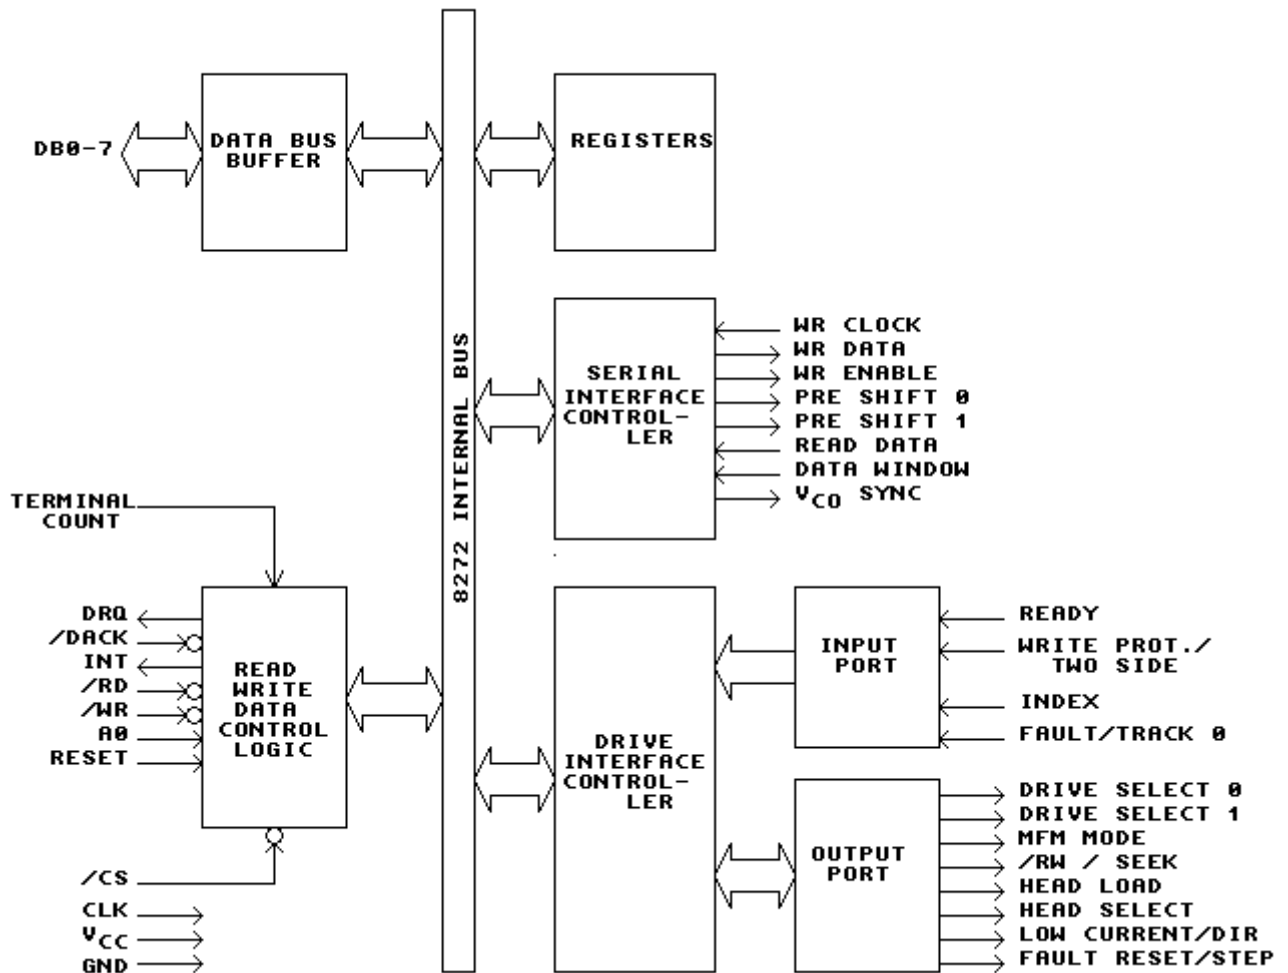 DB0-7
DATA BUS
BUFFER
REGISTERS
8272 INTERNAL BUS
SERIAL
INTERFACE
CONTROL-
LER
WR CLOCK
WR DATA
WR ENABLE
PRE SHIFT 0
PRE SHIFT 1
READ DATA
DATA WINDOW
VCO SYNC
TERMINAL
COUNT
DRQ
/DACK
INT
/RD
/WR
A0
RESET
READ
WRITE
DATA
CONTROL
LOGIC
/CS
CLK
VCC
GND
DRIVE
INTERFACE
CONTROL-
LER
INPUT
PORT
READY
WRITE PROT./
TWO SIDE
INDEX
FAULT/TRACK 0
OUTPUT
PORT
DRIVE SELECT 0
DRIVE SELECT 1
MFM MODE
/RW / SEEK
HEAD LOAD
HEAD SELECT
LOW CURRENT/DIR
FAULT RESET/STEP